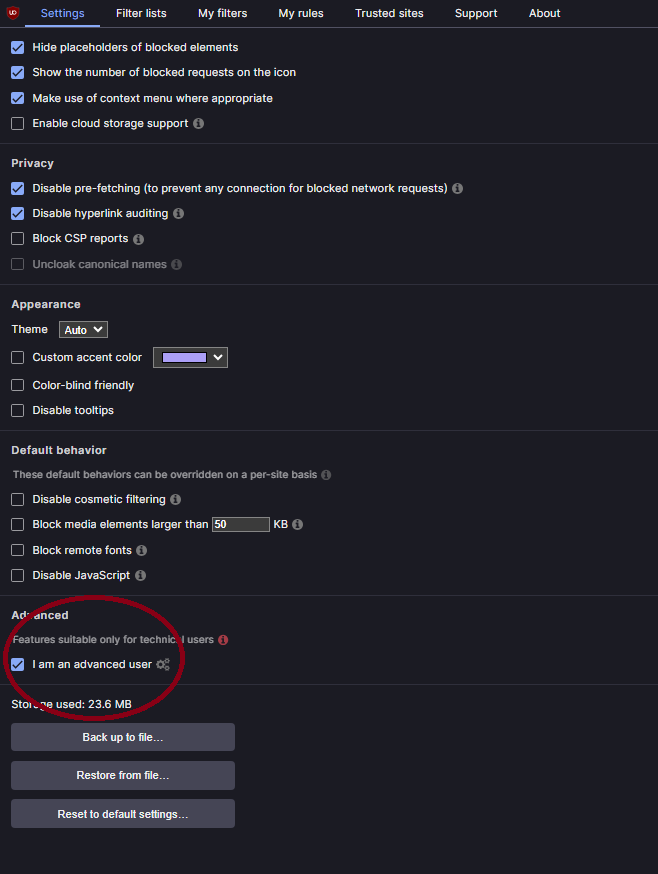 Settings Filter lists My filters My rules Trusted sites Support About
Hide placeholders of blocked elements
Show the number of blocked requests on the icon
Make use of context menu where appropriate
Enable cloud storage support
Privacy
Disable pre-fetching (to prevent any connection for blocked network requests)
Disable hyperlink auditing
Block CSP reports
Uncloak canonical names
Appearance
Theme Auto
Custom accent color
Color-blind friendly
Disable tooltips
Default behavior
These default behaviors can be overridden on a per-site basis
Disable cosmetic filtering
Block media elements larger than 50 KB
Block remote fonts
Disable JavaScript
Advanced
Features suitable only for technical users
I am an advanced user
Storage used: 23.6 MB
Back up to file…
Restore from file…
Reset to default settings…